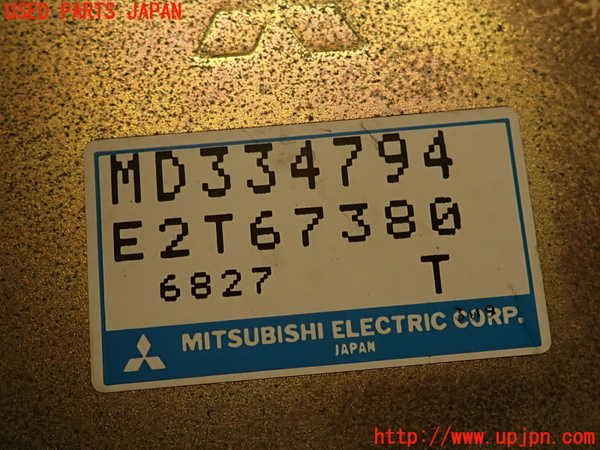 USED PARTS JAPAN
MD334794
E2T67380
6827 T
MITSUBISHI ELECTRIC CORP.
JAPAN
http://www.upjpn.com/